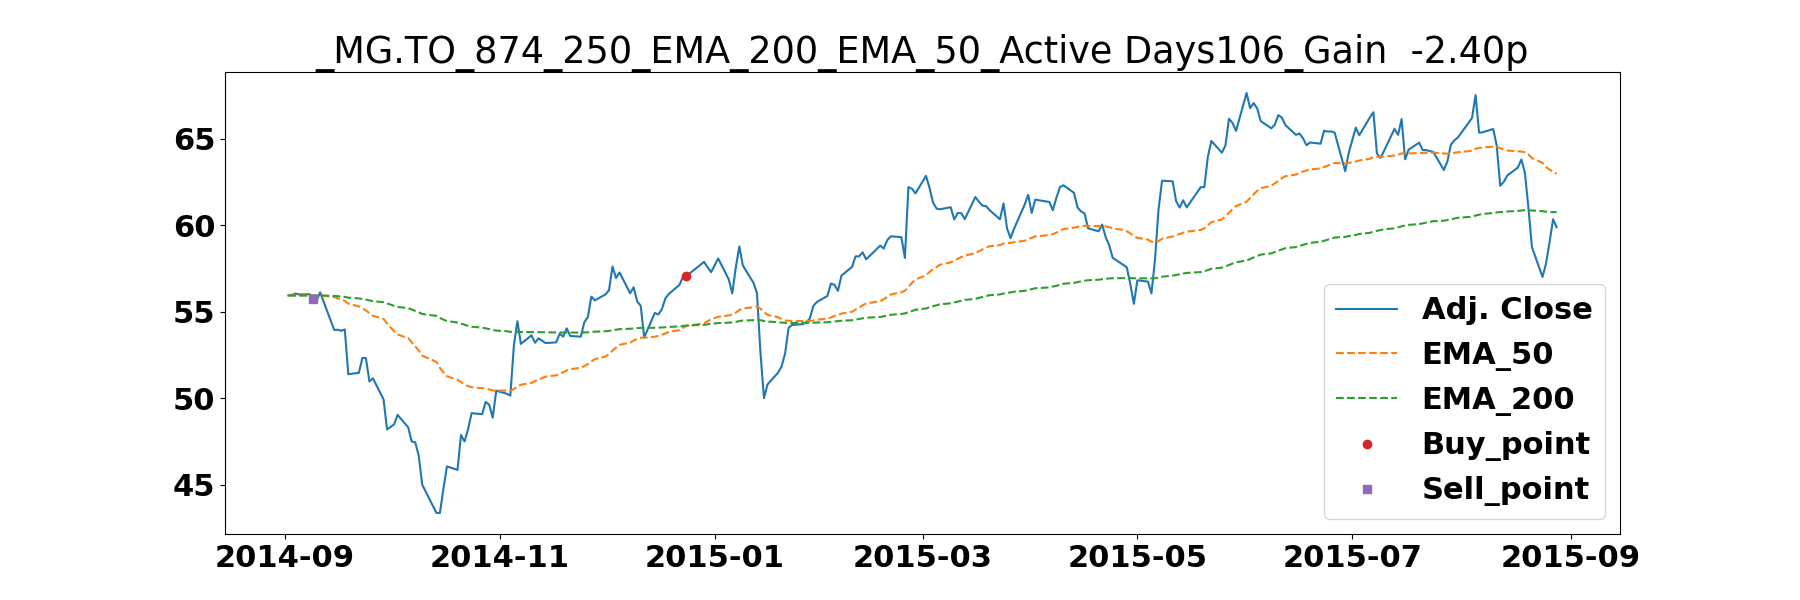 _MG.TO_874_250_EMA_200_EMA_50_Active Days106_Gain  -2.40p
65
60
55
50
45
Adj. Close
EMA_50
EMA_200
Buy_point
Sell_point
2014-09 2014-11 2015-01 2015-03 2015-05 2015-07 2015-09